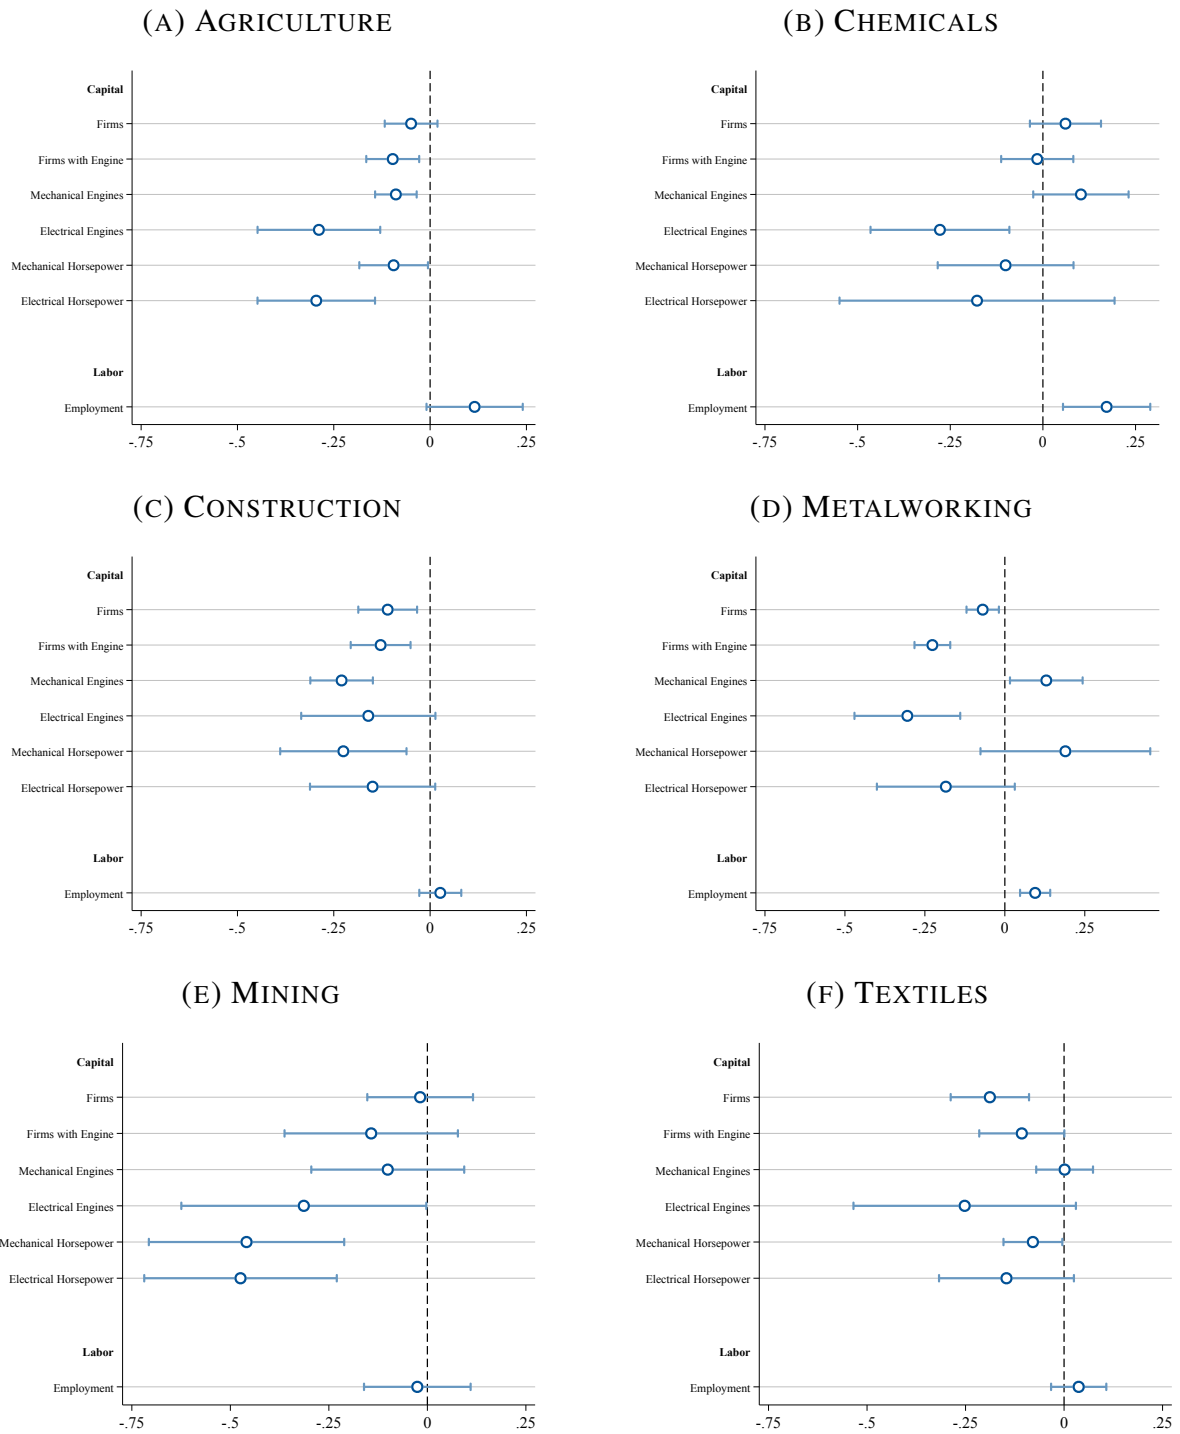 (A) AGRICULTURE
Capital
Firms
Firms with Engine
Mechanical Engines
Electrical Engines
Mechanical Horsepower
Electrical Horsepower
Labor
Employment
-.75 -.5 -.25 0 .25
(B) CHEMICALS
Capital
Firms
Firms with Engine
Mechanical Engines
Electrical Engines
Mechanical Horsepower
Electrical Horsepower
Labor
Employment
-.75 -.5 -.25 0 .25
(C) CONSTRUCTION
Capital
Firms
Firms with Engine
Mechanical Engines
Electrical Engines
Mechanical Horsepower
Electrical Horsepower
Labor
Employment
-.75 -.5 -.25 0 .25
(D) METALWORKING
Capital
Firms
Firms with Engine
Mechanical Engines
Electrical Engines
Mechanical Horsepower
Electrical Horsepower
Labor
Employment
-.75 -.5 -.25 0 .25
(E) MINING
Capital
Firms
Firms with Engine
Mechanical Engines
Electrical Engines
Mechanical Horsepower
Electrical Horsepower
Labor
Employment
-.75 -.5 -.25 0 .25
(F) TEXTILES
Capital
Firms
Firms with Engine
Mechanical Engines
Electrical Engines
Mechanical Horsepower
Electrical Horsepower
Labor
Employment
-.75 -.5 -.25 0 .25